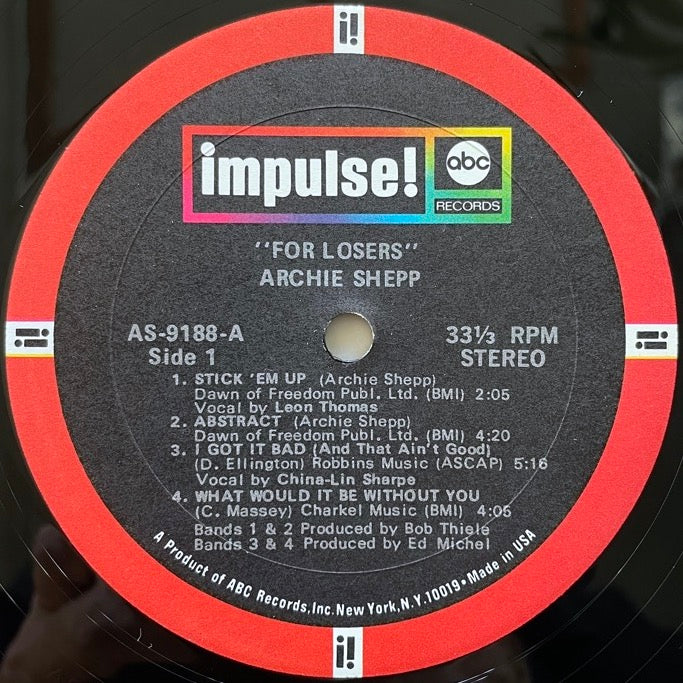 i!
impulse!
abc
RECORDS
"FOR LOSERS"
ARCHIE SHEPP
AS-9188-A
Side 1
33⅓ RPM
STEREO
1. STICK 'EM UP (Archie Shepp)
Dawn of Freedom Publ. Ltd. (BMI) 2:05
Vocal by Leon Thomas
2. ABSTRACT (Archie Shepp)
Dawn of Freedom Publ. Ltd. (BMI) 4:20
3. I GOT IT BAD (And That Ain't Good)
(D. Ellington) Robbins Music (ASCAP) 5:16
Vocal by China-Lin Sharpe
4. WHAT WOULD IT BE WITHOUT YOU
(C. Massey) Charkel Music (BMI) 4:05
Bands 1 & 2 Produced by Bob Thiele
Bands 3 & 4 Produced by Ed Michel
A Product of ABC Records, Inc. New York, N.Y. 10019 • Made in USA
i!
i!
i!